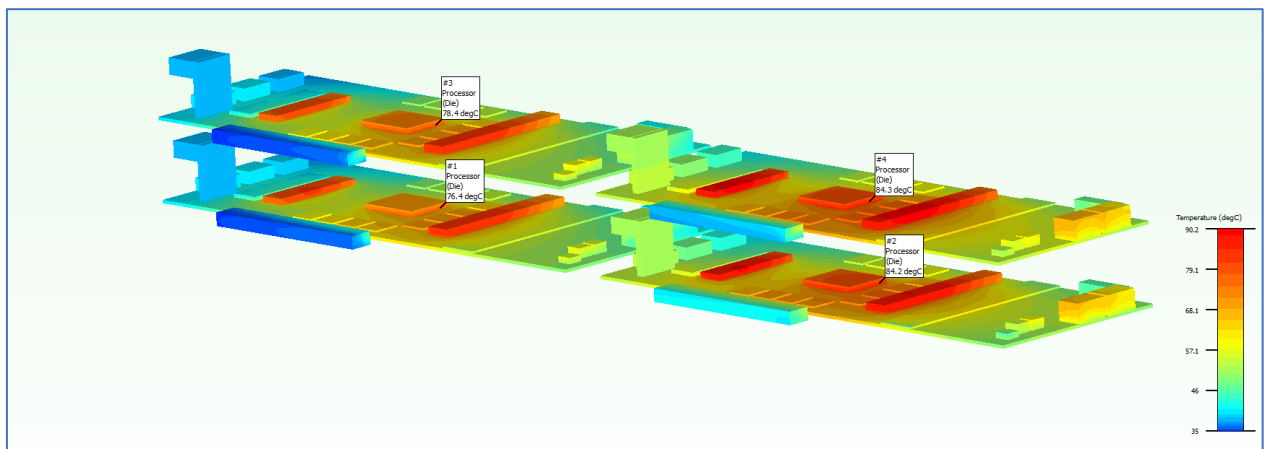 #3
Processor
(Die)
78.4 degC
#1
Processor
(Die)
76.4 degC
#4
Processor
(Die)
84.3 degC
#2
Processor
(Die)
84.2 degC
Temperature (degC)
90.2
79.1
68.1
57.1
46
35